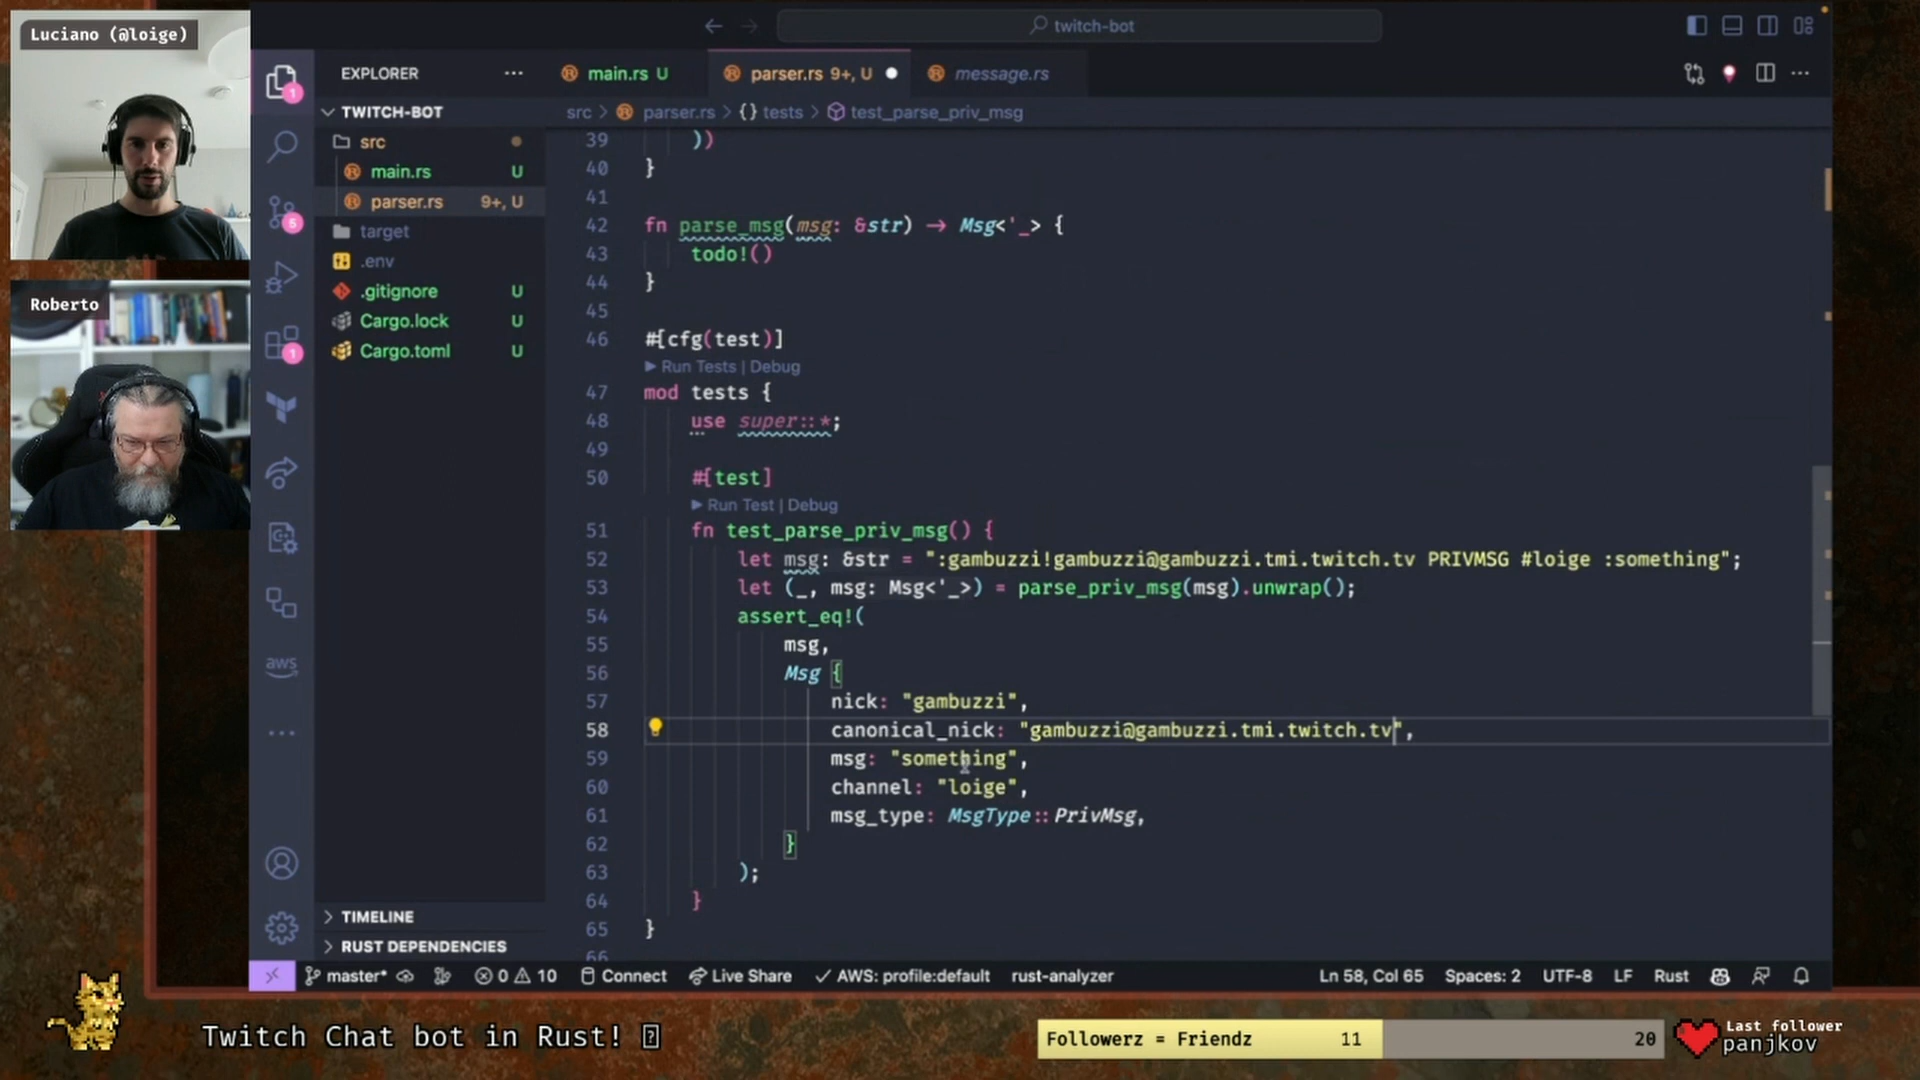 Luciano (@loige)
Roberto
twitch-bot
EXPLORER
TWITCH-BOT
src
main.rs U
parser.rs 9+, U
target
.env
.gitignore U
Cargo.lock U
Cargo.toml U
TIMELINE
RUST DEPENDENCIES
1
5
1
aws
main.rs U
parser.rs 9+, U
message.rs
src > parser.rs > {} tests > test_parse_priv_msg
39 ))
40 }
41
42 fn parse_msg(msg: &str) → Msg<'_> {
43 todo!()
44 }
45
46 #[cfg(test)]
Run Tests | Debug
47 mod tests {
48 use super::*;
49
50 #[test]
Run Test | Debug
51 fn test_parse_priv_msg() {
52 let msg: &str = ":gambuzzi!gambuzzi@gambuzzi.tmi.twitch.tv PRIVMSG #loige :something";
53 let (_, msg: Msg<'_>) = parse_priv_msg(msg).unwrap();
54 assert_eq!(
55 msg,
56 Msg {
57 nick: "gambuzzi",
58 canonical_nick: "gambuzzi@gambuzzi.tmi.twitch.tv",
59 msg: "something",
60 channel: "loige",
61 msg_type: MsgType::PrivMsg,
62 }
63 );
64 }
65 }
66
master* 0 10 Connect Live Share AWS: profile:default rust-analyzer Ln 58, Col 65 Spaces: 2 UTF-8 LF Rust
Twitch Chat bot in Rust!
Followerz = Friendz 11 20
Last follower
panjkov